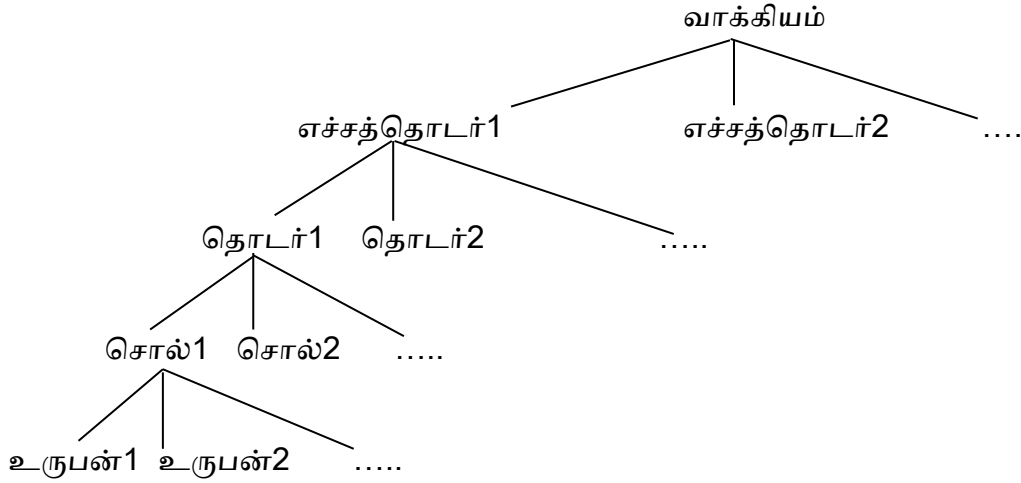 வாக்கியம்
எச்சத்தொடர்1 எச்சத்தொடர்2 ....
தொடர்1 தொடர்2 .....
சொல்1 சொல்2 .....
உருபன்1 உருபன்2 .....